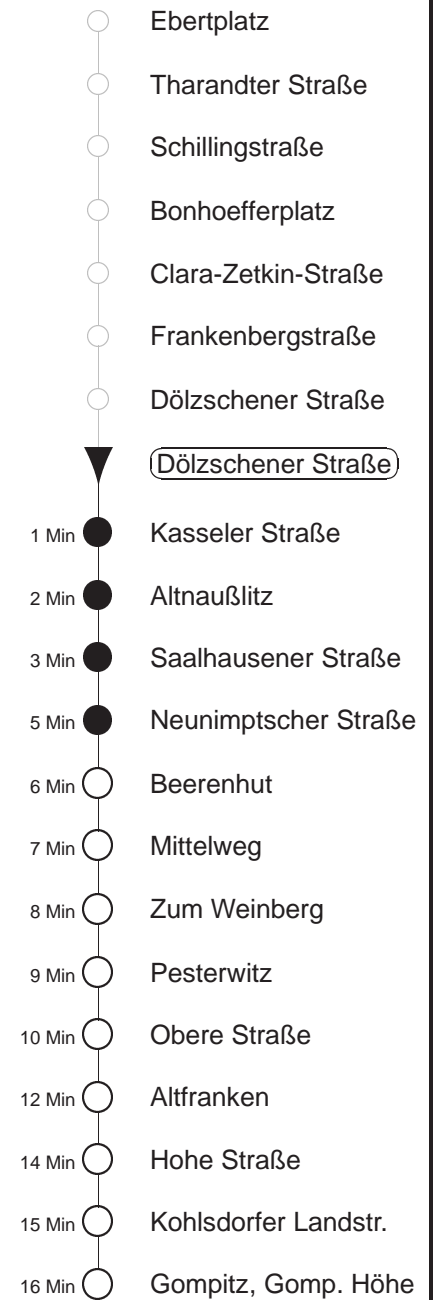 Ebertplatz
Tharandter Straße
Schillingstraße
Bonhoefferplatz
Clara-Zetkin-Straße
Frankenbergstraße
Dölzschener Straße
Dölzschener Straße
1 Min Kasseler Straße
2 Min Altnaußlitz
3 Min Saalhausener Straße
5 Min Neunimptscher Straße
6 Min Beerenhut
7 Min Mittelweg
8 Min Zum Weinberg
9 Min Pesterwitz
10 Min Obere Straße
12 Min Altfranken
14 Min Hohe Straße
15 Min Kohlsdorfer Landstr.
16 Min Gompitz, Gomp. Höhe